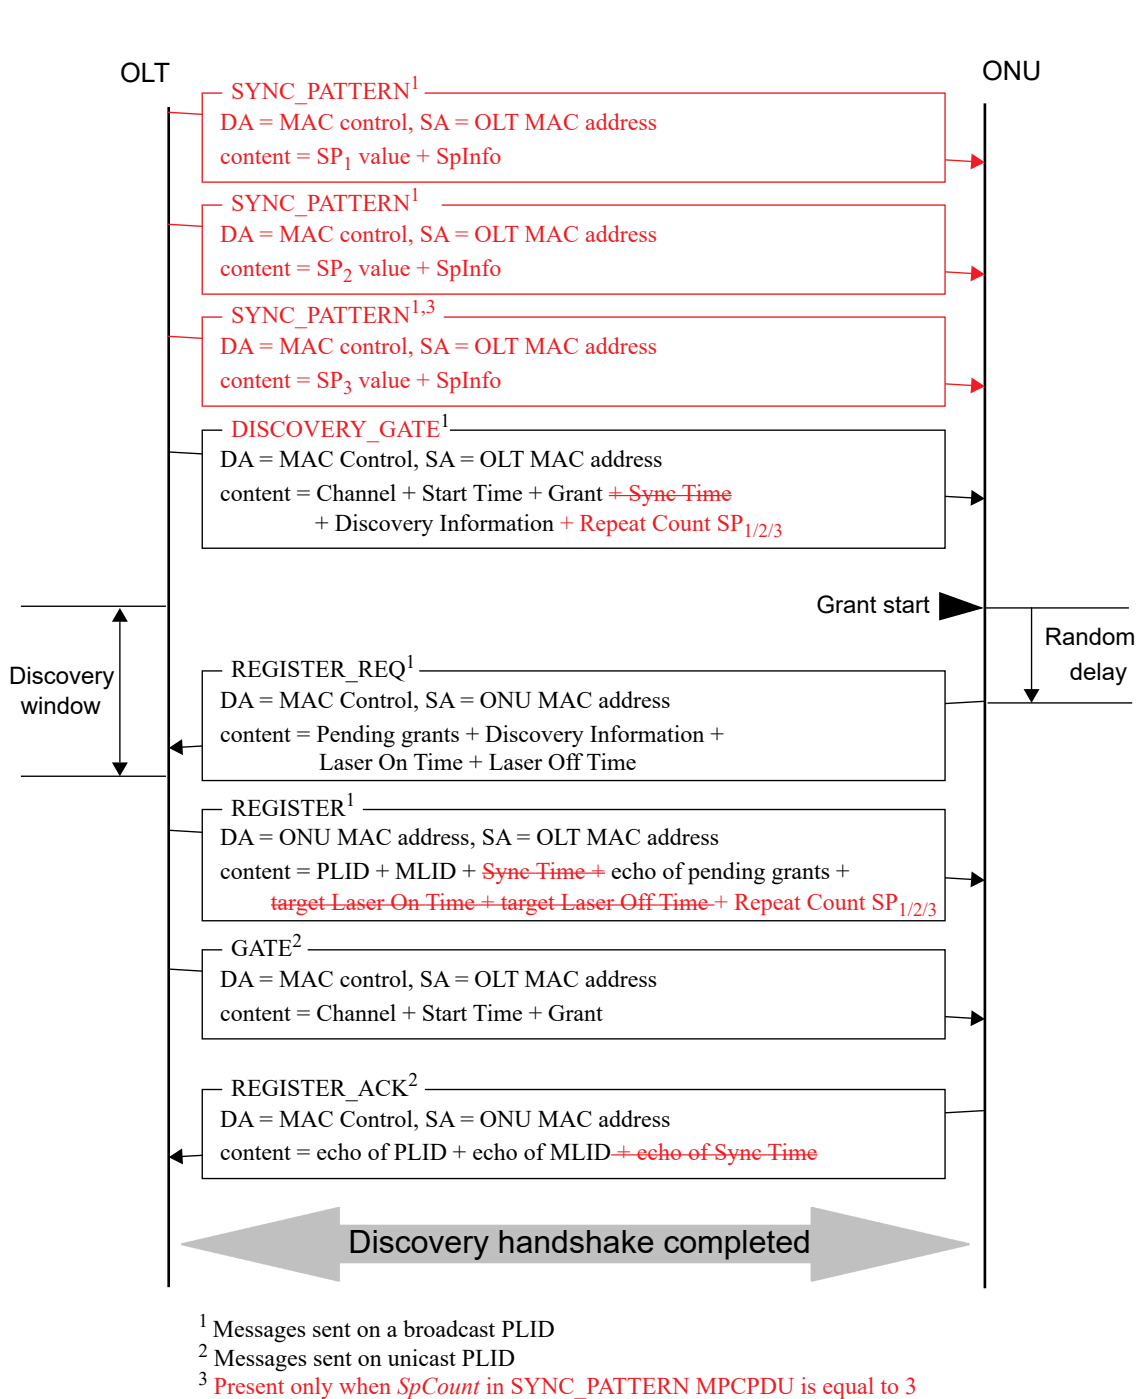 OLT
ONU
SYNC_PATTERN1
DA = MAC control, SA = OLT MAC address
content = SP1 value + SpInfo
SYNC_PATTERN1
DA = MAC control, SA = OLT MAC address
content = SP2 value + SpInfo
SYNC_PATTERN1,3
DA = MAC control, SA = OLT MAC address
content = SP3 value + SpInfo
DISCOVERY_GATE1
DA = MAC Control, SA = OLT MAC address
content = Channel + Start Time + Grant + Sync Time
+ Discovery Information + Repeat Count SP1/2/3
Grant start
Random
delay
Discovery
window
REGISTER_REQ1
DA = MAC Control, SA = ONU MAC address
content = Pending grants + Discovery Information +
Laser On Time + Laser Off Time
REGISTER1
DA = ONU MAC address, SA = OLT MAC address
content = PLID + MLID + Sync Time + echo of pending grants +
target Laser On Time + target Laser Off Time + Repeat Count SP1/2/3
GATE2
DA = MAC control, SA = OLT MAC address
content = Channel + Start Time + Grant
REGISTER_ACK2
DA = MAC Control, SA = ONU MAC address
content = echo of PLID + echo of MLID + echo of Sync Time
Discovery handshake completed
1 Messages sent on a broadcast PLID
2 Messages sent on unicast PLID
3 Present only when SpCount in SYNC_PATTERN MPCPDU is equal to 3